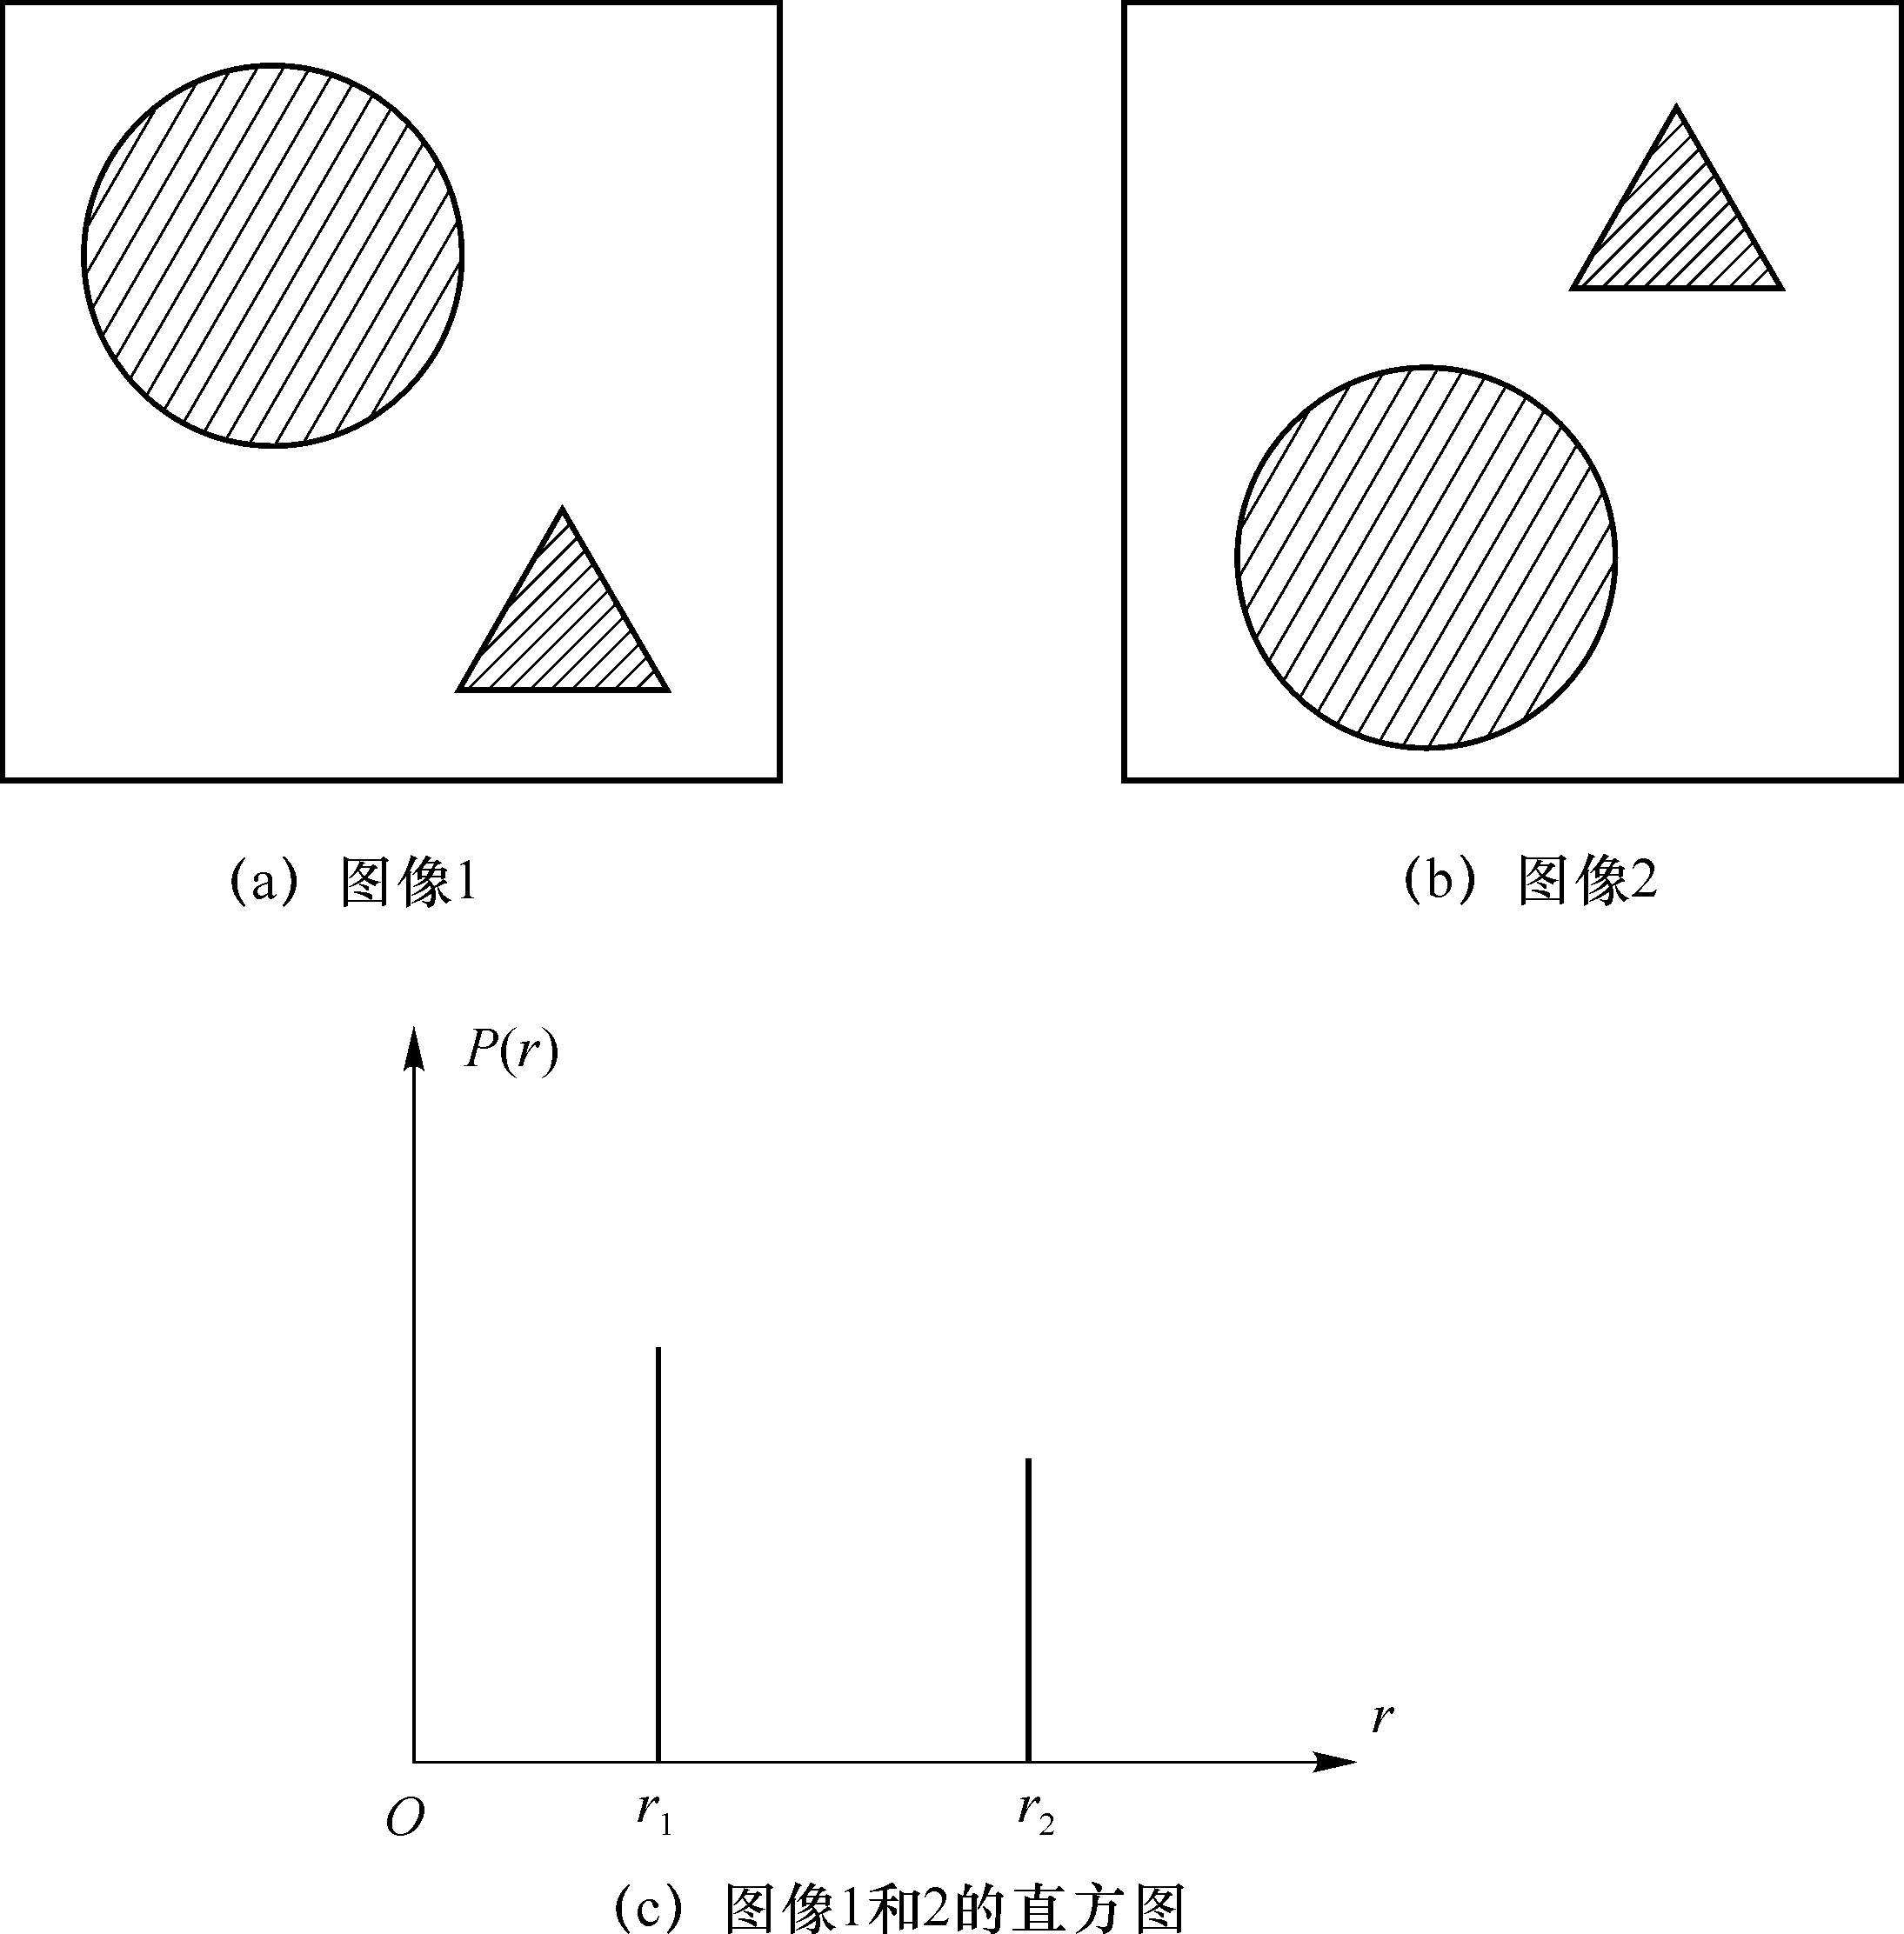 (a) 图像1
(b) 图像2
P(r)
r
O
r₁
r₂
(c) 图像1和2的直方图